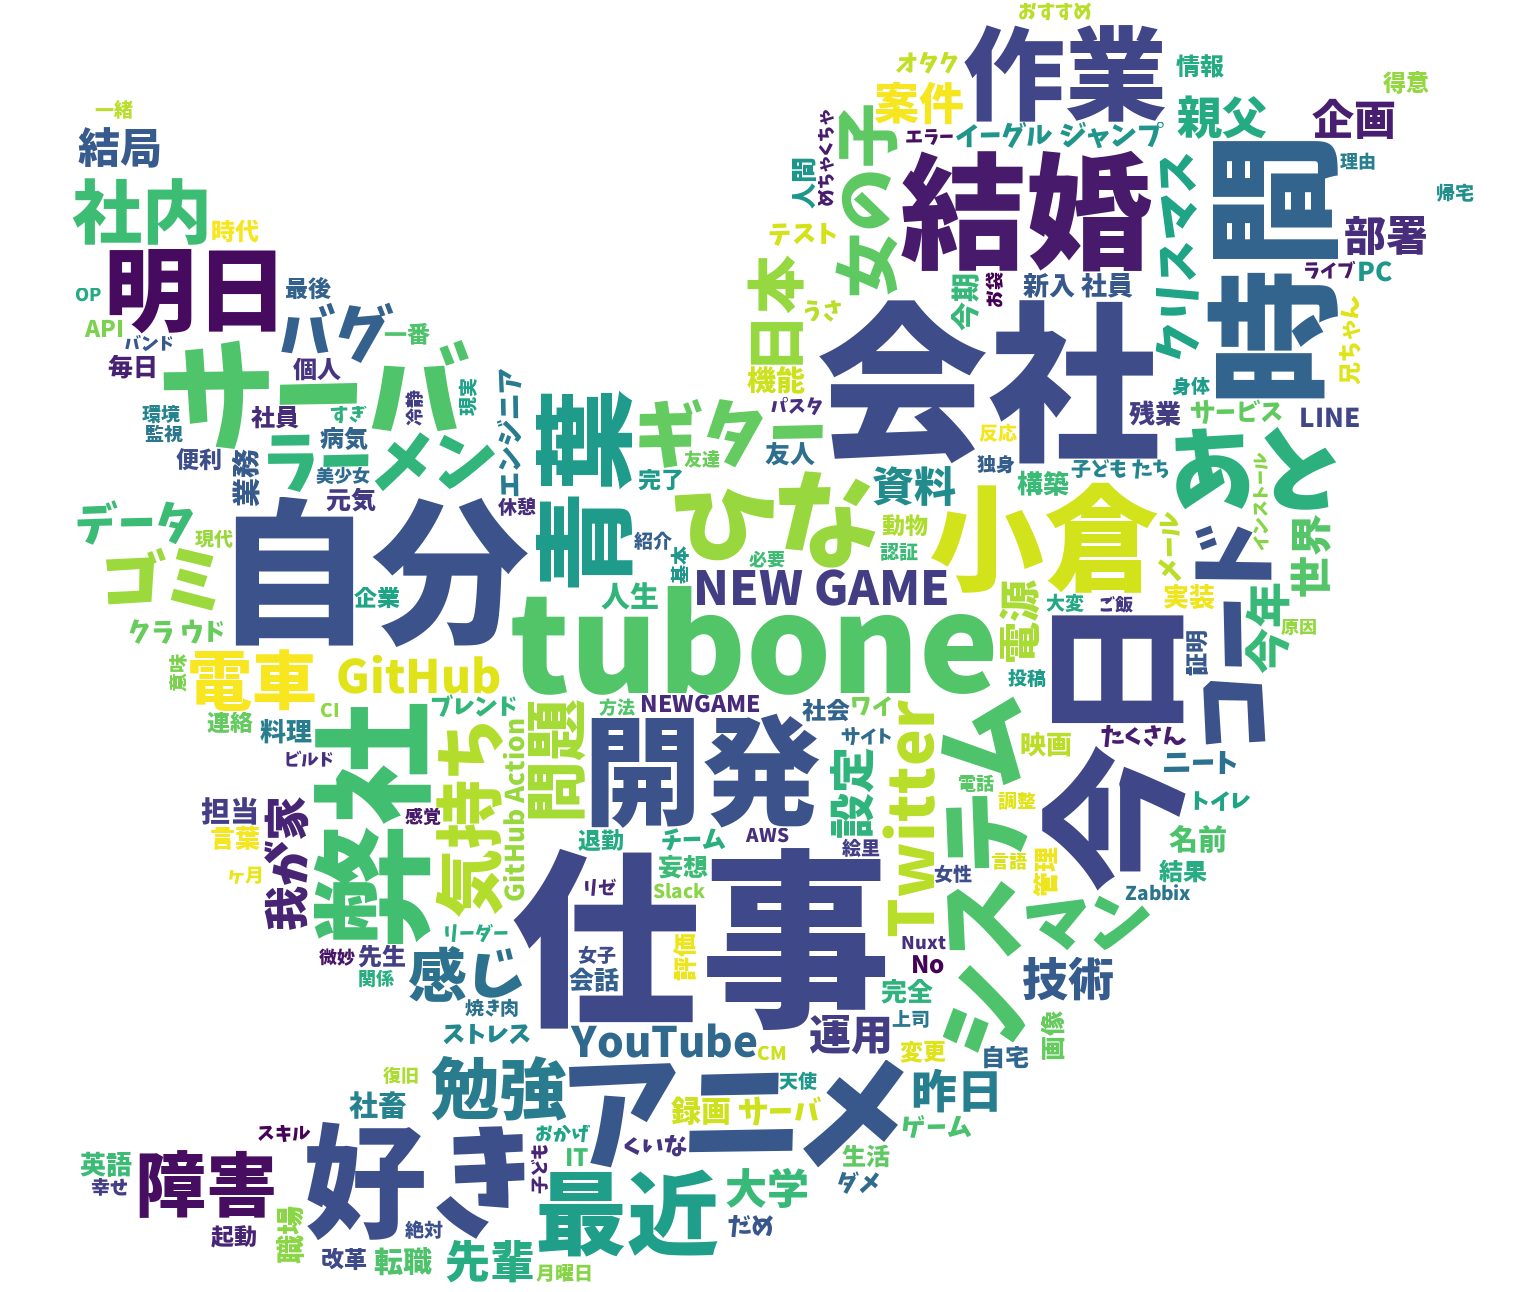 おすすめ
作業
オタク
情報
得意
案件
一緒
親父
企画
結局
エラー
イーグル ジャンプ
女の子
めちゃくちゃ
人間
結婚
クリスマス
時間
理由
帰宅
社内
時代
テスト
部署
明日
ライブ
PC
日本
今期
お袋
新入 社員
OP
最後
うさ
会社
兄ちゃん
API
バグ
一番
バンド
サーバ
毎日
個人
機能
身体
現実
エンジニア
環境
社員
すぎ
冷静
青葉
ギター
パスタ
残業
サービス
LINE
監視
病気
ラーメン
友達
友人
反応
あと
便利
業務
美少女
完了
独身
子ども たち
元気
休憩
ひな
資料
構築
インストール
データ
自分
動物
小倉
メール
コード
世界
現代
紹介
基本
必要
認証
ゴミ
企業
人生
NEW GAME
大変
ご飯
実装
今年
クラ ウド
tubone
電源
今日
原因
意味
電車
GitHub
投稿
証明
連絡
CI
ブレンド
方法
NEWGAME
社会
ワイ
料理
弊社
気持ち
GitHub Action
問題
開発
サイト
Twitter
システム
映画
たくさん
ビルド
設定
電話
ニート
担当
我が家
感覚
調整
トイレ
言葉
退勤
チーム
AWS
絵里
名前
ヶ月
妄想
言語
管理
結果
リゼ
Slack
女性
Zabbix
仕事
マン
リーダー
Nuxt
微妙
先生
感じ
女子
評価
No
技術
関係
会話
完全
焼き肉
上司
ストレス
YouTube
CM
運用
変更
自宅
画像
復旧
勉強
アニメ
天使
昨日
社畜
録画 サーバ
スキル
好き
おかげ
くいな
ゲーム
英語
障害
IT
子ども
生活
幸せ
最近
大学
ダメ
起動
職場
絶対
だめ
改革
転職
先輩
月曜日